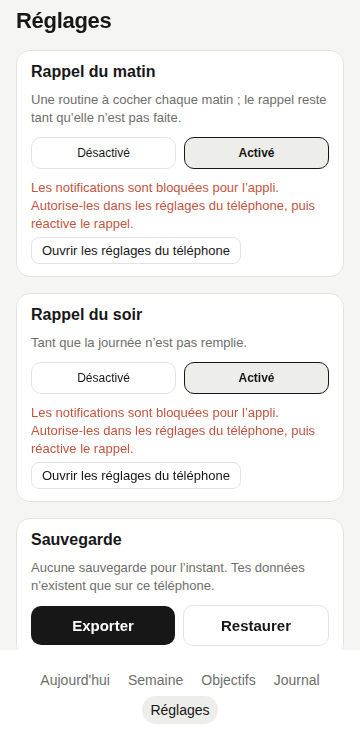 Réglages
Rappel du matin
Une routine à cocher chaque matin ; le rappel reste
tant qu’elle n’est pas faite.
Désactivé
Activé
Les notifications sont bloquées pour l’appli.
Autorise-les dans les réglages du téléphone, puis
réactive le rappel.
Ouvrir les réglages du téléphone
Rappel du soir
Tant que la journée n’est pas remplie.
Désactivé
Activé
Les notifications sont bloquées pour l’appli.
Autorise-les dans les réglages du téléphone, puis
réactive le rappel.
Ouvrir les réglages du téléphone
Sauvegarde
Aucune sauvegarde pour l’instant. Tes données
n’existent que sur ce téléphone.
Exporter
Restaurer
Aujourd'hui
Semaine
Objectifs
Journal
Réglages